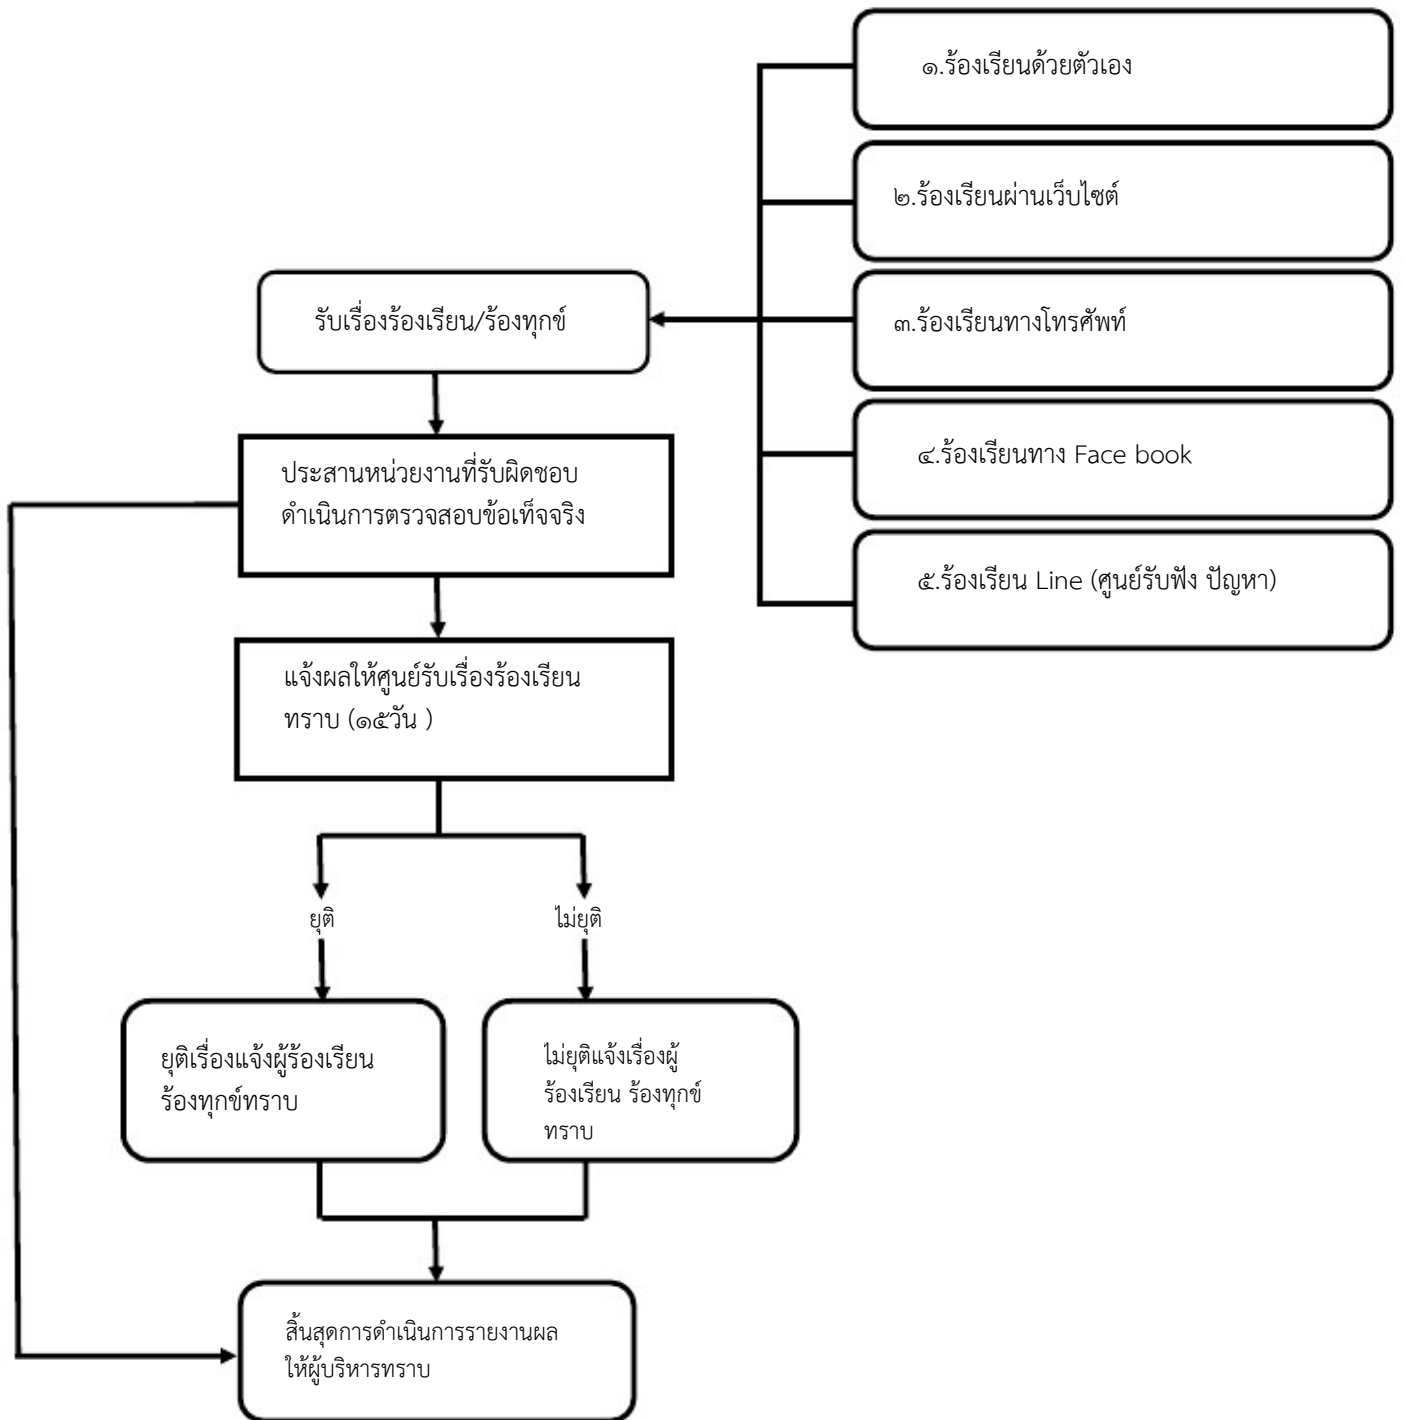 ๑.ร้องเรียนด้วยตัวเอง
๒.ร้องเรียนผ่านเว็บไซต์
๓.ร้องเรียนทางโทรศัพท์
๔.ร้องเรียนทาง Face book
๕.ร้องเรียน Line (ศูนย์รับฟัง ปัญหา)
รับเรื่องร้องเรียน/ร้องทุกข์
ประสานหน่วยงานที่รับผิดชอบ
ดำเนินการตรวจสอบข้อเท็จจริง
แจ้งผลให้ศูนย์รับเรื่องร้องเรียน
ทราบ (๑๕วัน )
ยุติ
ไม่ยุติ
ยุติเรื่องแจ้งผู้ร้องเรียน
ร้องทุกข์ทราบ
ไม่ยุติแจ้งเรื่องผู้
ร้องเรียน ร้องทุกข์
ทราบ
สิ้นสุดการดำเนินการรายงานผล
ให้ผู้บริหารทราบ